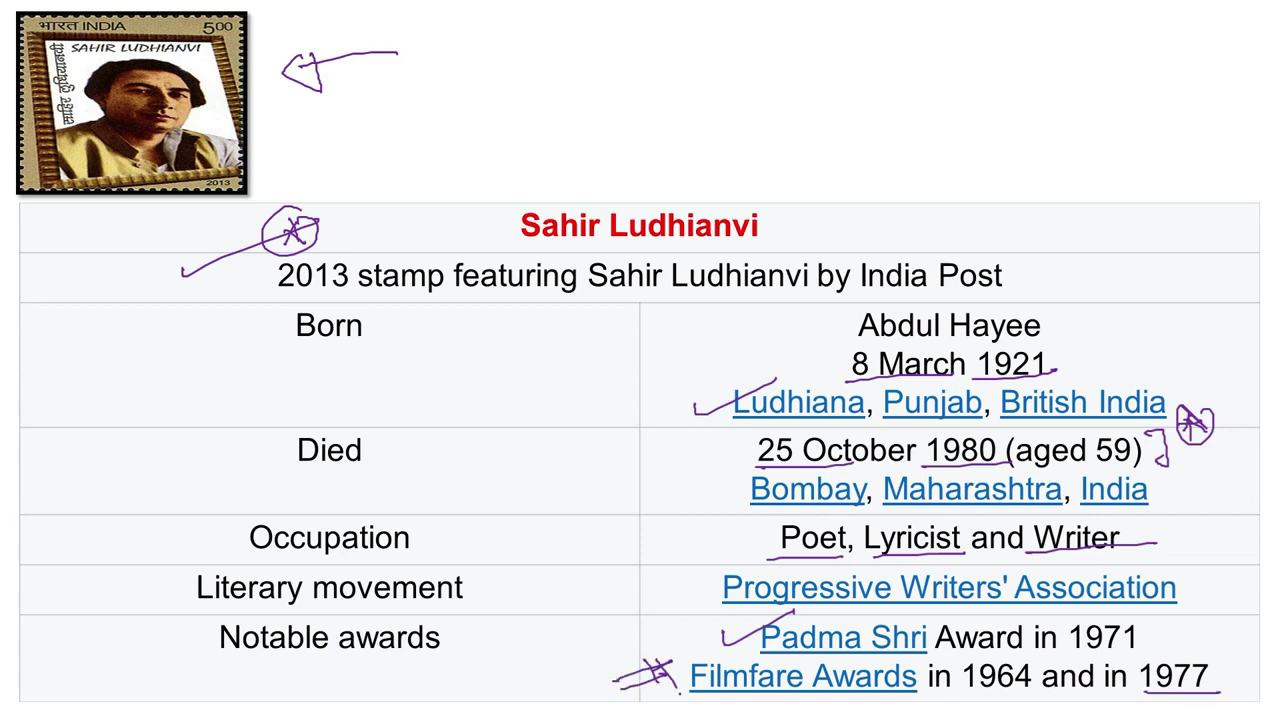 भारत INDIA 500
SAHIR LUDHIANVI
साहिर लुधियानवी
2013
Sahir Ludhianvi
2013 stamp featuring Sahir Ludhianvi by India Post
Born
Abdul Hayee
8 March 1921
Ludhiana, Punjab, British India
Died
25 October 1980 (aged 59)
Bombay, Maharashtra, India
Occupation
Poet, Lyricist and Writer
Literary movement
Progressive Writers' Association
Notable awards
Padma Shri Award in 1971
Filmfare Awards in 1964 and in 1977